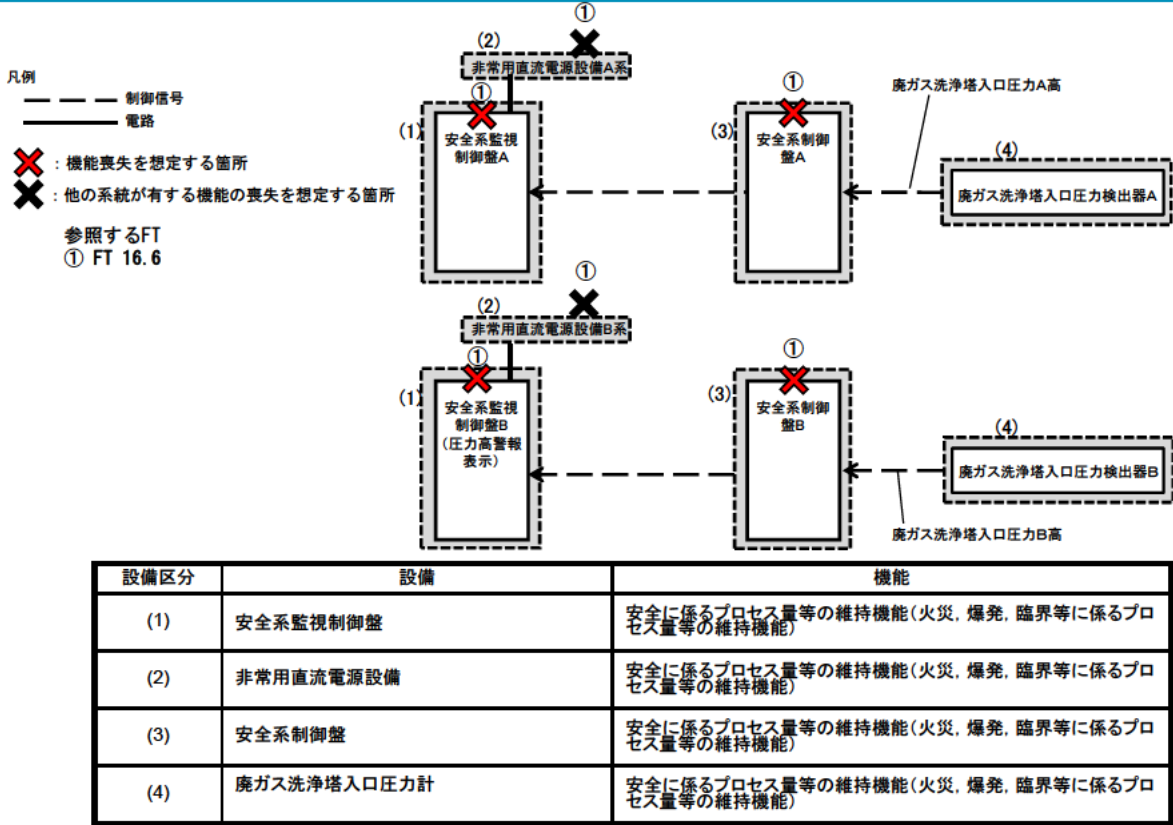 ①
(2)
非常用直流電源設備A系
凡例
制御信号
電路
：機能喪失を想定する箇所
：他の系統が有する機能の喪失を想定する箇所
参照するFT
① FT 16.6
①
(1)
安全系監視
制御盤A
①
(3)
安全系制御
盤A
廃ガス洗浄塔入口圧力A高
(4)
廃ガス洗浄塔入口圧力検出器A
①
(2)
非常用直流電源設備B系
①
(1)
安全系監視
制御盤B
（圧力高警報
表示）
①
(3)
安全系制御
盤B
(4)
廃ガス洗浄塔入口圧力検出器B
廃ガス洗浄塔入口圧力B高
設備区分 設備 機能
(1) 安全系監視制御盤 安全に係るプロセス量等の維持機能(火災，爆発，臨界等に係るプロ
セス量等の維持機能)
(2) 非常用直流電源設備 安全に係るプロセス量等の維持機能(火災，爆発，臨界等に係るプロ
セス量等の維持機能)
(3) 安全系制御盤 安全に係るプロセス量等の維持機能(火災，爆発，臨界等に係るプロ
セス量等の維持機能)
(4) 廃ガス洗浄塔入口圧力計 安全に係るプロセス量等の維持機能(火災，爆発，臨界等に係るプロ
セス量等の維持機能)